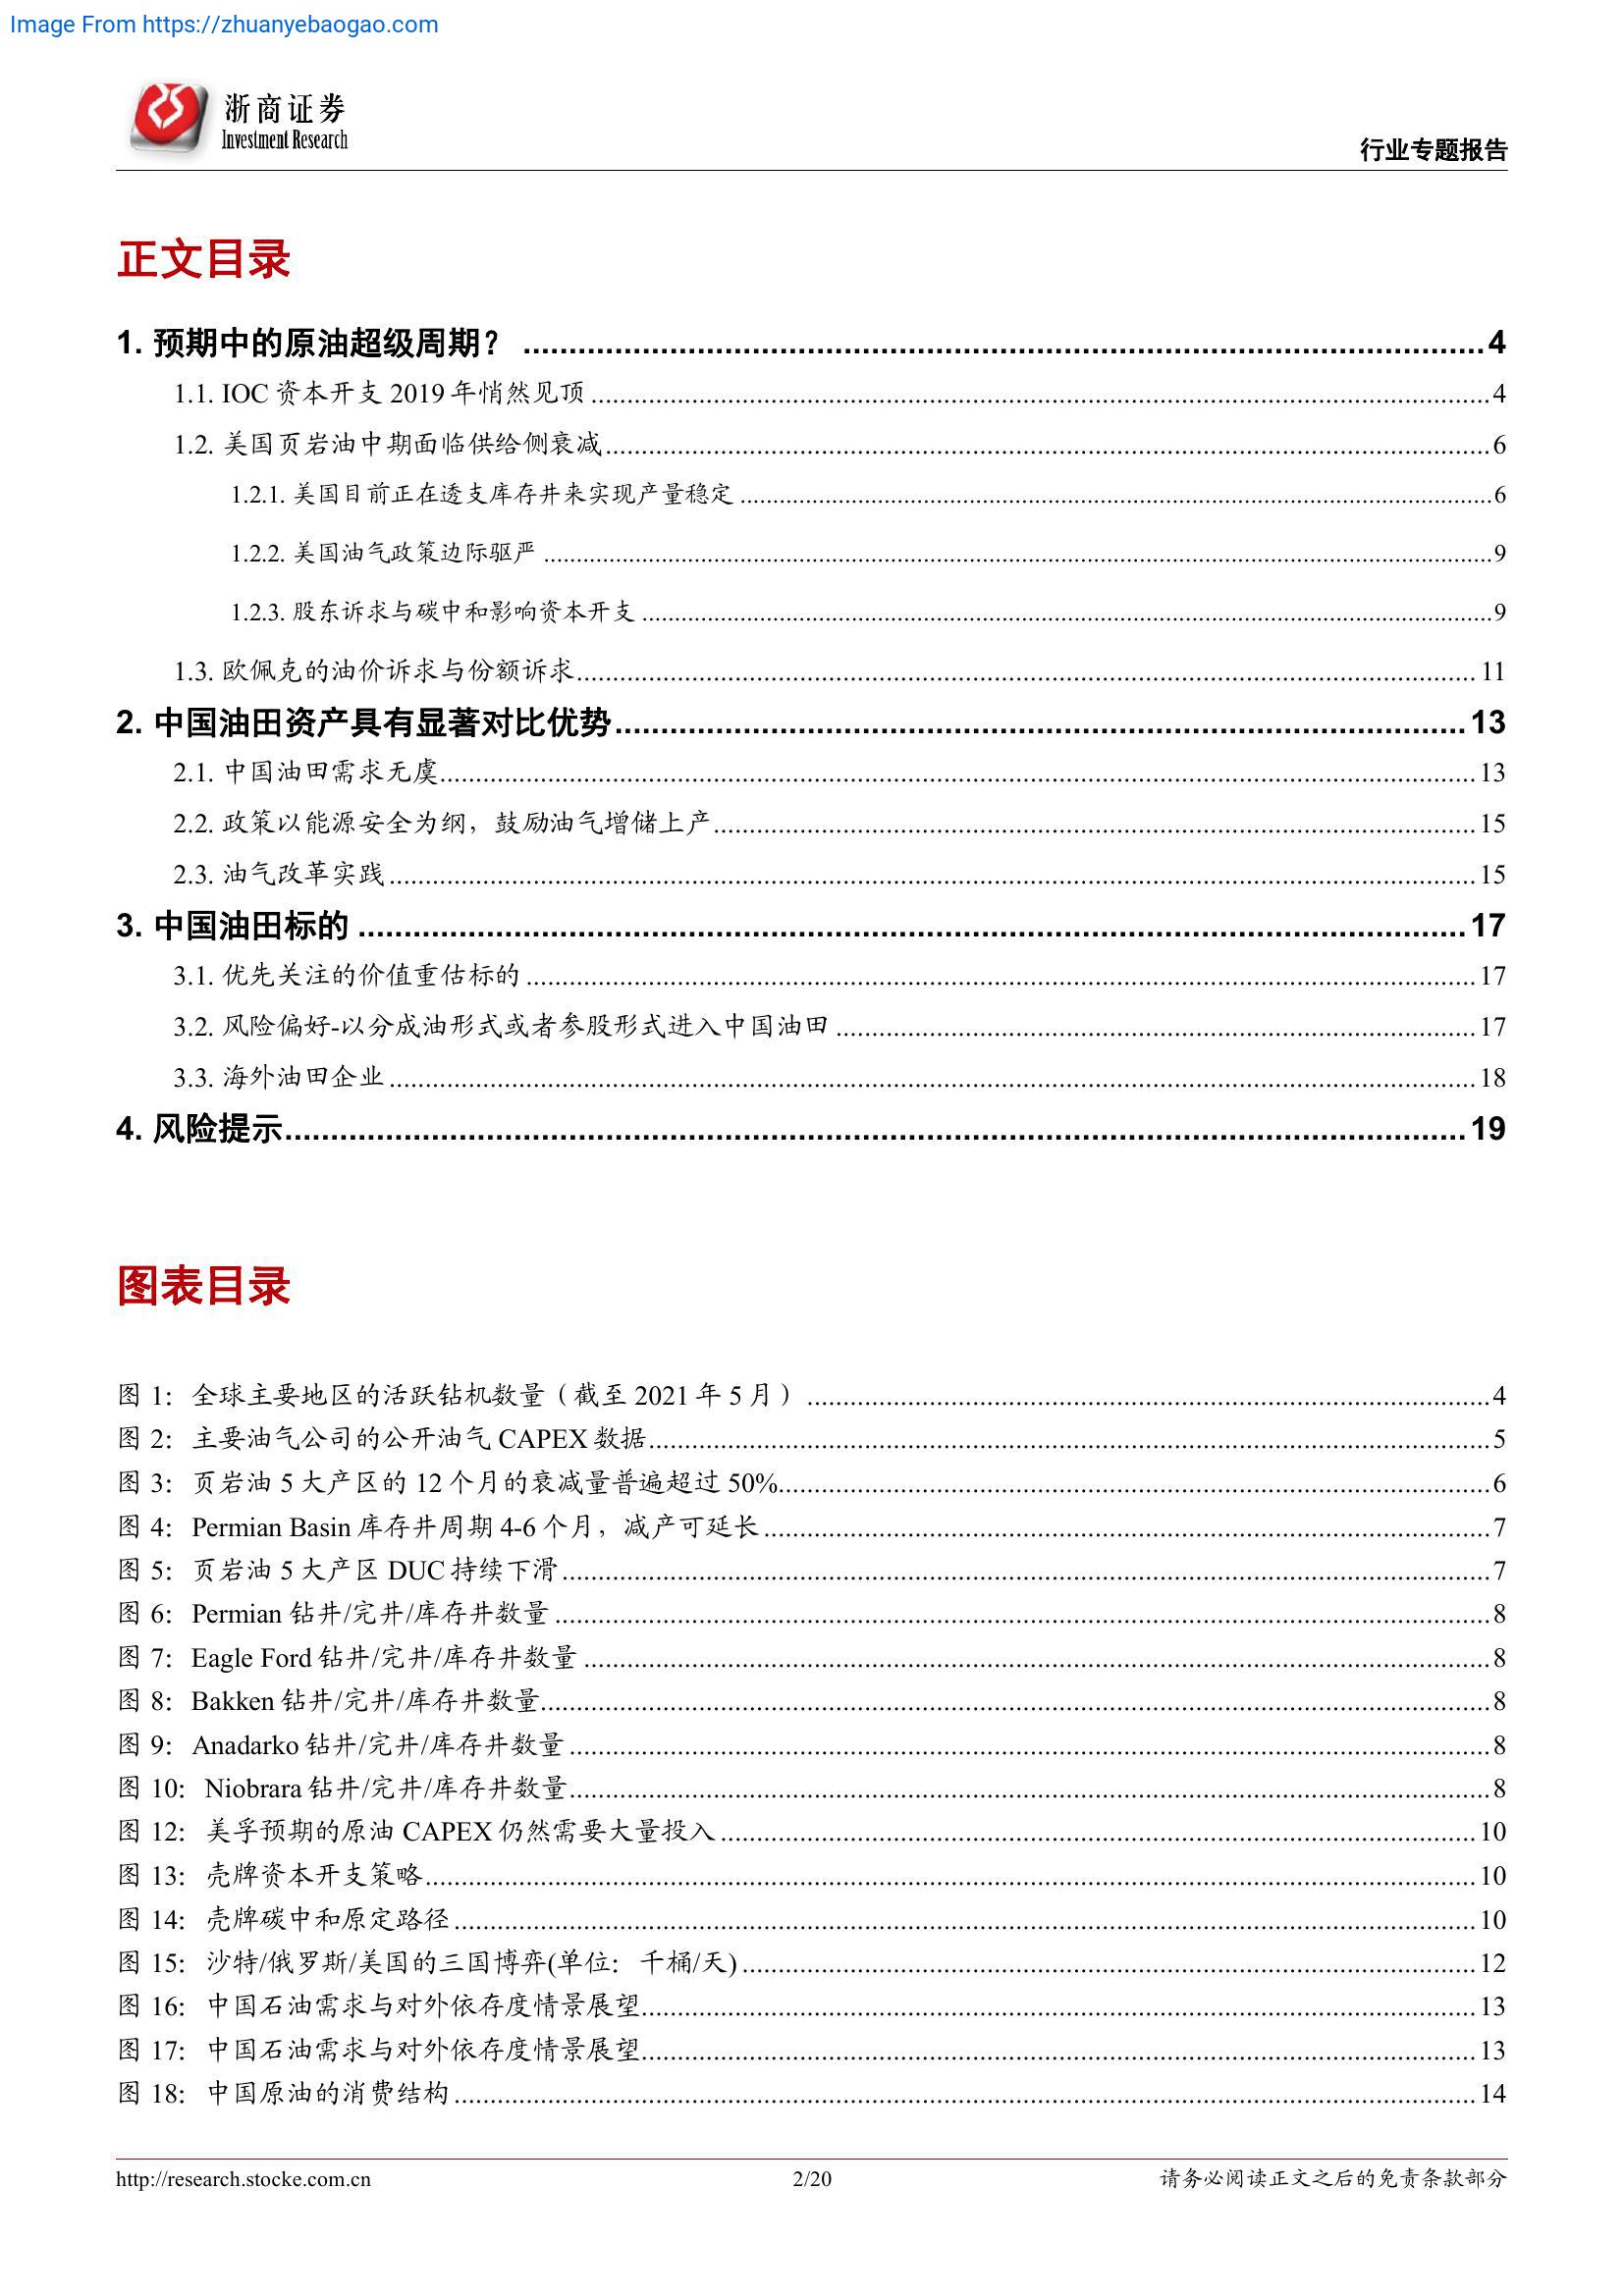 Image From https://zhuanyebaogao.com
浙商证券
Investment Research
行业专题报告
正文目录
1. 预期中的原油超级周期？ ........ 4
1.1. IOC 资本开支 2019 年悄然见顶 ........ 4
1.2. 美国页岩油中期面临供给侧衰减 ........ 6
1.2.1. 美国目前正在透支库存井来实现产量稳定 ........ 6
1.2.2. 美国油气政策边际驱严 ........ 9
1.2.3. 股东诉求与碳中和影响资本开支 ........ 9
1.3. 欧佩克的油价诉求与份额诉求 ........ 11
2. 中国油田资产具有显著对比优势 ........ 13
2.1. 中国油田需求无虞 ........ 13
2.2. 政策以能源安全为纲，鼓励油气增储上产 ........ 15
2.3. 油气改革实践 ........ 15
3. 中国油田标的 ........ 17
3.1. 优先关注的价值重估标的 ........ 17
3.2. 风险偏好-以分成油形式或者参股形式进入中国油田 ........ 17
3.3. 海外油田企业 ........ 18
4. 风险提示 ........ 19
图表目录
图 1：全球主要地区的活跃钻机数量（截至 2021 年 5 月） ........ 4
图 2：主要油气公司的公开油气 CAPEX 数据 ........ 5
图 3：页岩油 5 大产区的 12 个月的衰减量普遍超过 50% ........ 6
图 4：Permian Basin 库存井周期 4-6 个月，减产可延长 ........ 7
图 5：页岩油 5 大产区 DUC 持续下滑 ........ 7
图 6：Permian 钻井/完井/库存井数量 ........ 8
图 7：Eagle Ford 钻井/完井/库存井数量 ........ 8
图 8：Bakken 钻井/完井/库存井数量 ........ 8
图 9：Anadarko 钻井/完井/库存井数量 ........ 8
图 10：Niobrara 钻井/完井/库存井数量 ........ 8
图 12：美孚预期的原油 CAPEX 仍然需要大量投入 ........ 10
图 13：壳牌资本开支策略 ........ 10
图 14：壳牌碳中和原定路径 ........ 10
图 15：沙特/俄罗斯/美国的三国博弈(单位：千桶/天) ........ 12
图 16：中国石油需求与对外依存度情景展望 ........ 13
图 17：中国石油需求与对外依存度情景展望 ........ 13
图 18：中国原油的消费结构 ........ 14
http://research.stocke.com.cn
2/20
请务必阅读正文之后的免责条款部分